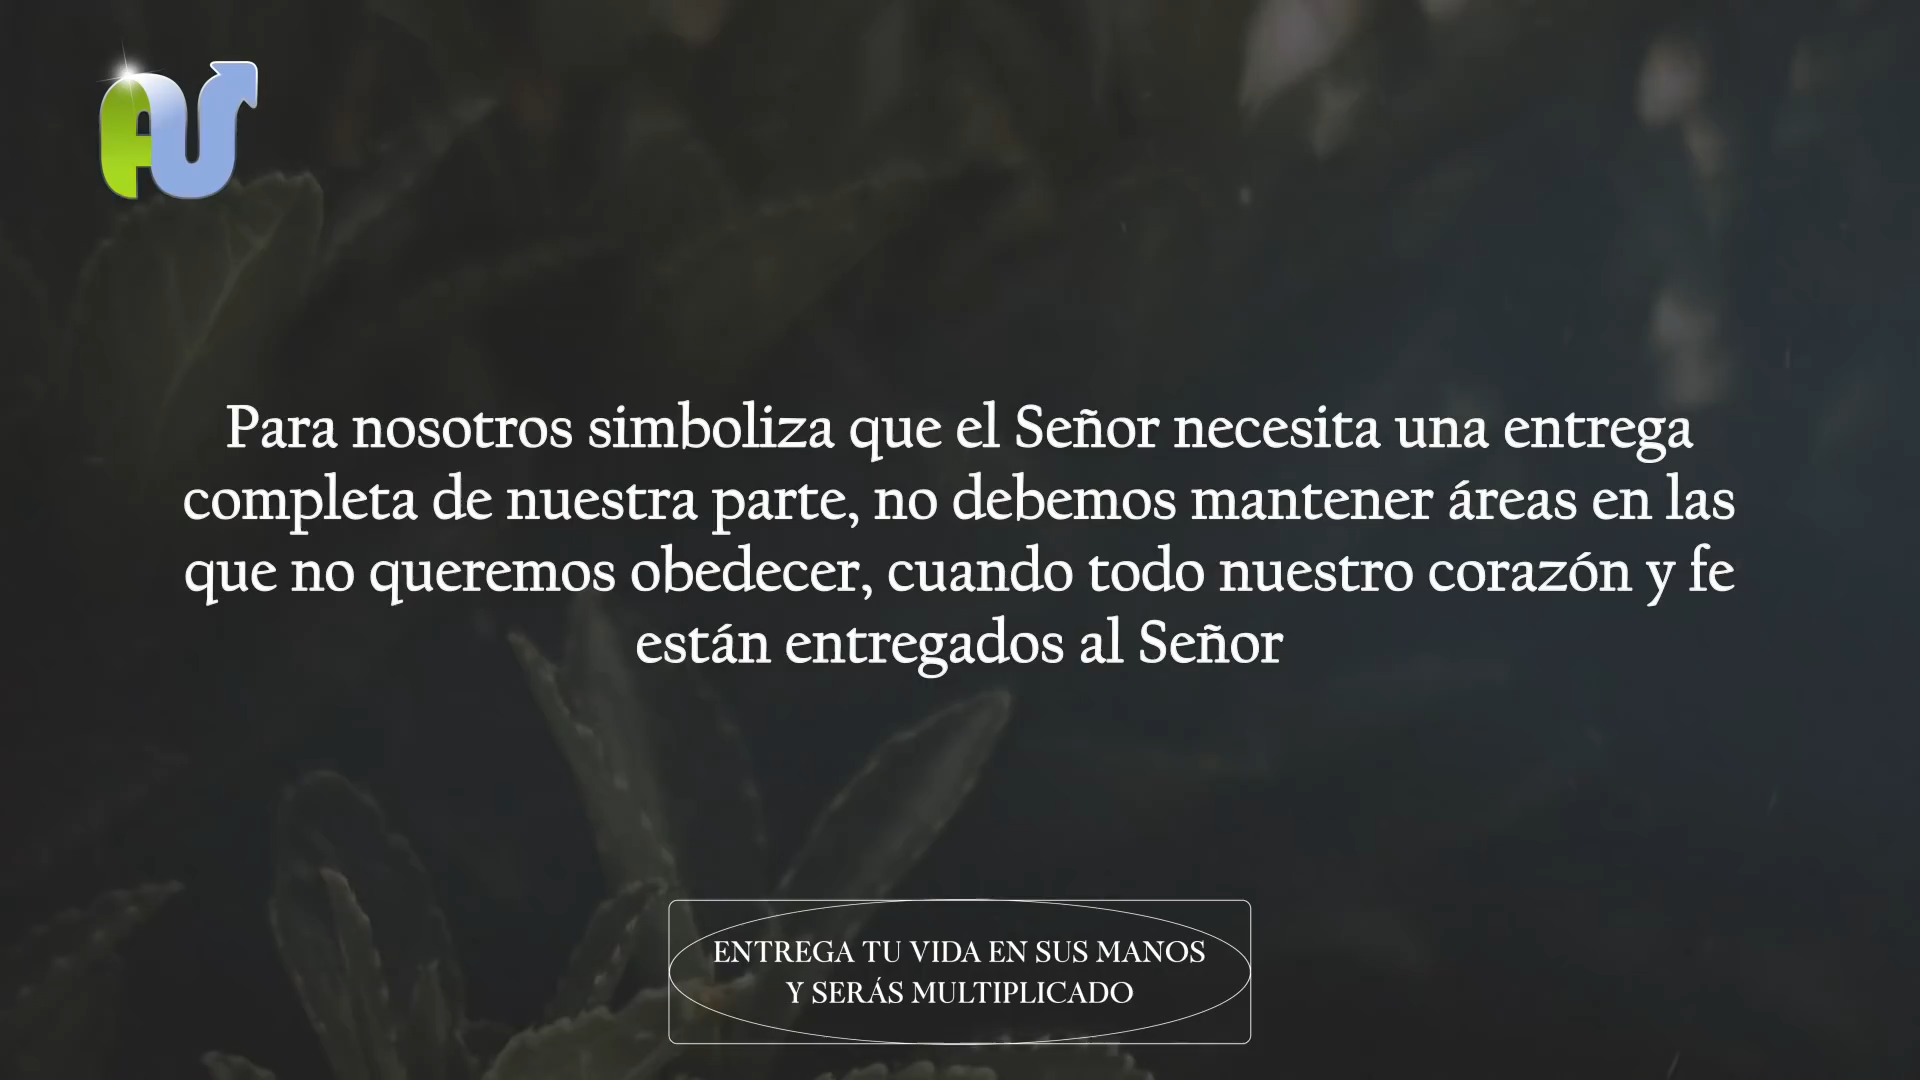 Para nosotros simboliza que el Señor necesita una entrega
completa de nuestra parte, no debemos mantener áreas en las
que no queremos obedecer, cuando todo nuestro corazón y fe
están entregados al Señor
ENTREGA TU VIDA EN SUS MANOS
Y SERÁS MULTIPLICADO